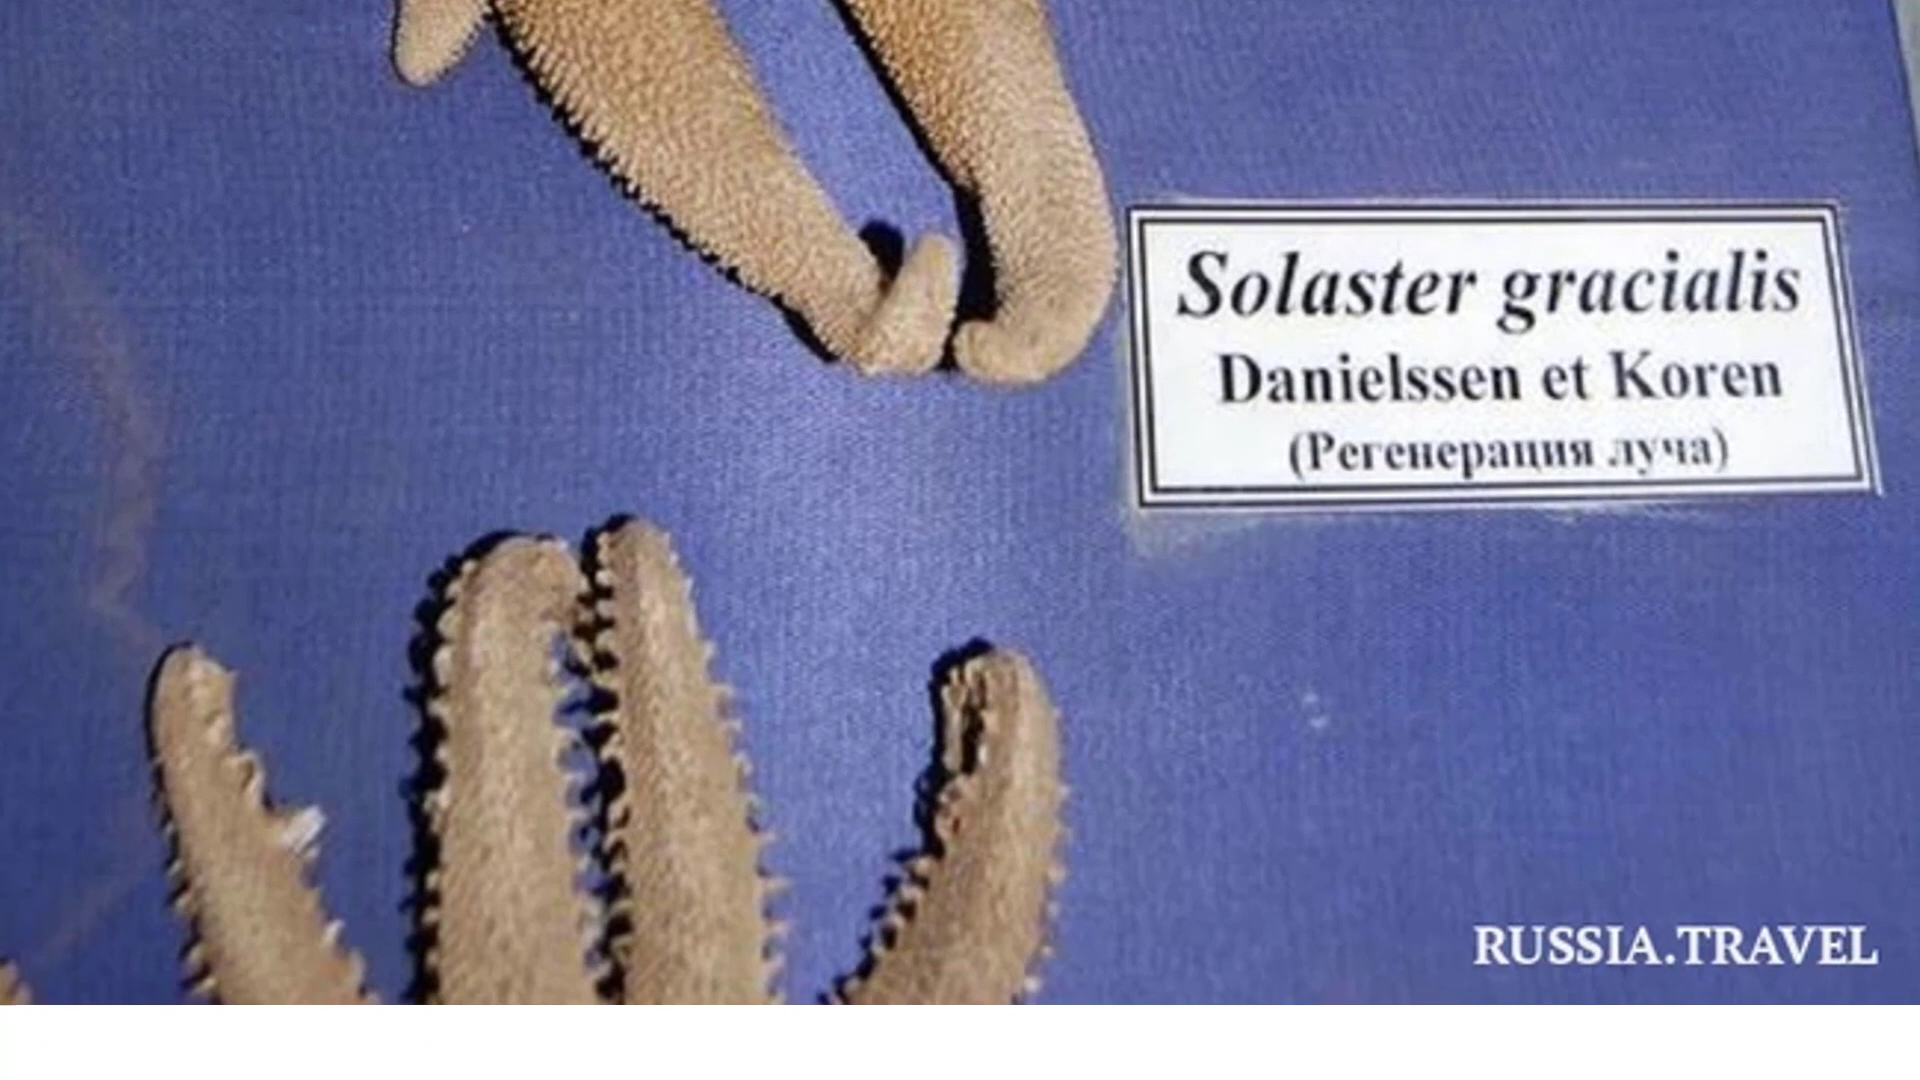 Solaster gracialis
Danielssen et Koren
(Регенерация луча)
RUSSIA.TRAVEL